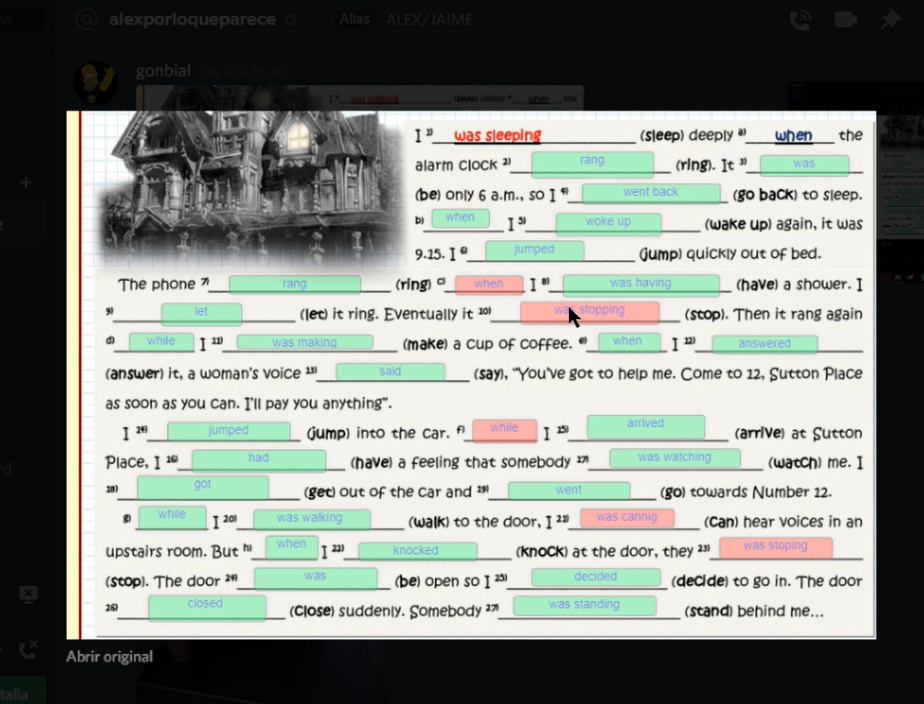 @ alexporloqueparece Alias ALEX/JAIME
gonbial
I ¹⁾ was sleeping (sleep) deeply ᵃ⁾ when the
alarm clock ²⁾ rang (ring). It ³⁾ was
(be) only 6 a.m., so I ⁴⁾ went back (go back) to sleep.
ᵇ⁾ when I ⁵⁾ woke up (wake up) again, it was
9.25. I ⁶⁾ jumped (jump) quickly out of bed.
The phone ⁷⁾ rang (ring) ᶜ⁾ when I ⁸⁾ was having (have) a shower. I
⁹⁾ let (let) it ring. Eventually it ¹⁰⁾ was stopping (stop). Then it rang again
ᵈ⁾ while I ¹¹⁾ was making (make) a cup of coffee. ᵉ⁾ when I ¹²⁾ answered
(answer) it, a woman's voice ¹³⁾ said (say), "You've got to help me. Come to 12, Sutton Place
as soon as you can. I'll pay you anything".
I ¹⁴⁾ jumped (jump) into the car. ᶠ⁾ while I ¹⁵⁾ arrived (arrive) at Sutton
Place, I ¹⁶⁾ had (have) a feeling that somebody ¹⁷⁾ was watching (watch) me. I
¹⁸⁾ got (get) out of the car and ¹⁹⁾ went (go) towards Number 12.
ᵍ⁾ while I ²⁰⁾ was walking (walk) to the door, I ²¹⁾ was cannig (can) hear voices in an
upstairs room. But ʰ⁾ when I ²²⁾ knocked (knock) at the door, they ²³⁾ was stoping
(stop). The door ²⁴⁾ was (be) open so I ²⁵⁾ decided (decide) to go in. The door
²⁶⁾ closed (close) suddenly. Somebody ²⁷⁾ was standing (stand) behind me...
Abrir original
talla